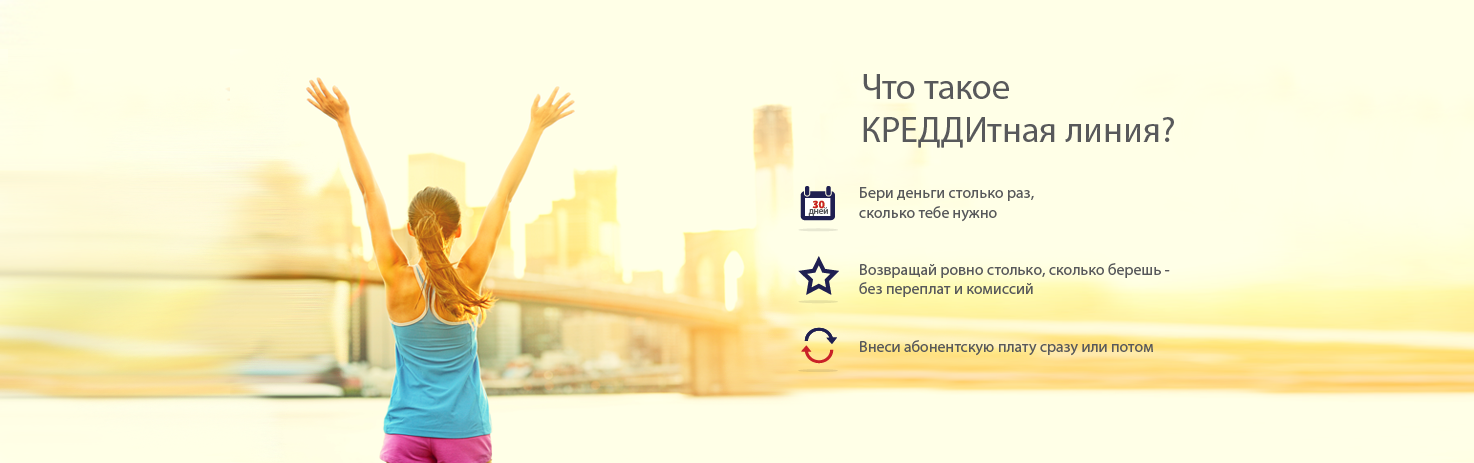 Что такое
КРЕДДИтная линия?
30
дней
Бери деньги столько раз,
сколько тебе нужно
Возвращай ровно столько, сколько берешь -
без переплат и комиссий
Внеси абонентскую плату сразу или потом